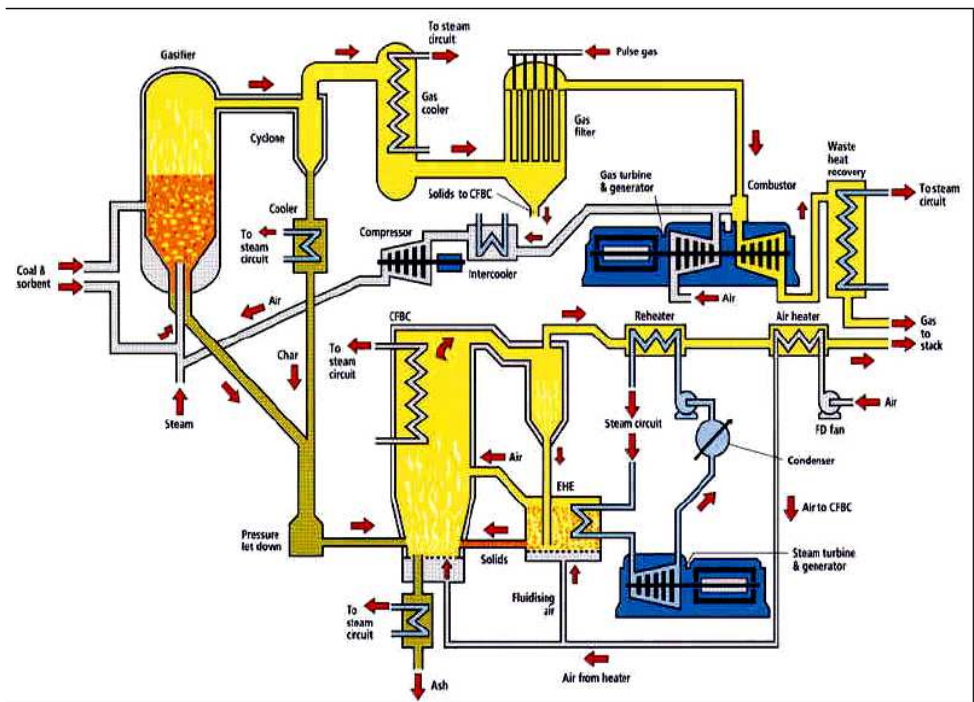 To steam
circuit
Pulse gas
Gasifier
Gas
cooler
Gas
filter
Cyclone
Waste
heat
recovery
Solids to CFBC
Gas turbine
& generator
Combustor
To steam
circuit
Cooler
To
steam
circuit
Compressor
Intercooler
Coal &
sorbent
Air
Air
CFBC
Reheater
Air heater
Gas
to
stack
To
steam
circuit
Char
Steam
Steam circuit
Air
FD fan
Condenser
Air
EHE
Air to CFBC
Pressure
let down
Solids
Steam turbine
& generator
Fluidising
air
To
steam
circuit
Air from heater
Ash